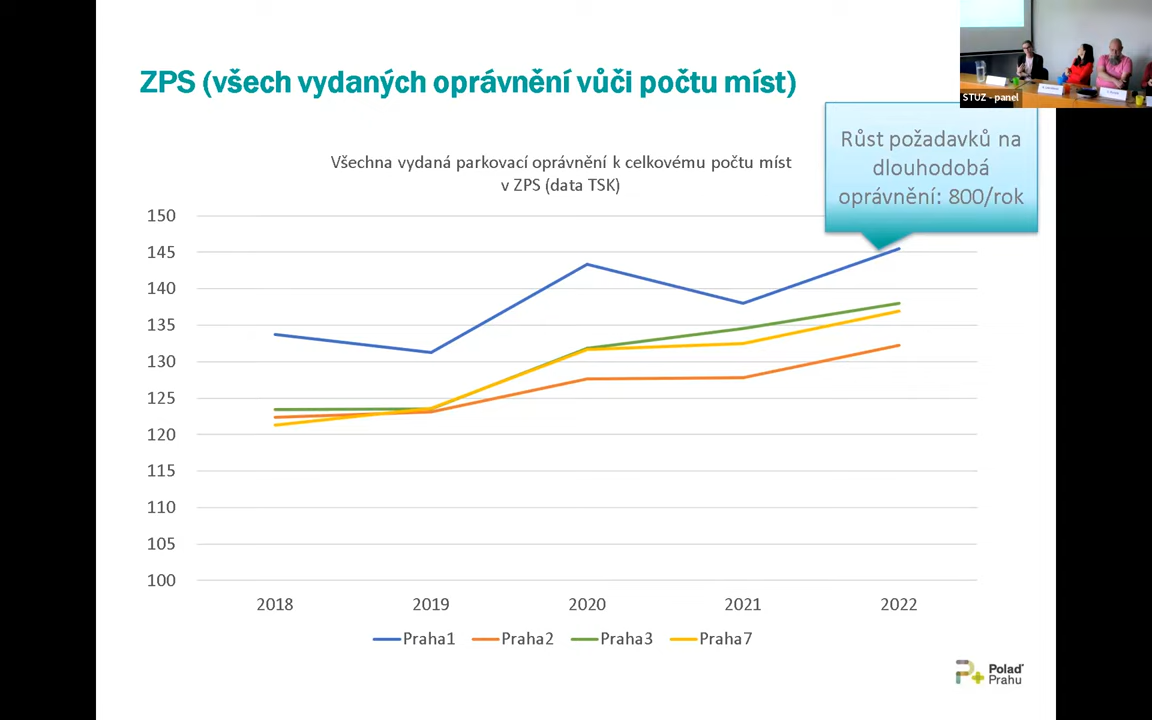 ZPS (všech vydaných oprávnění vůči počtu míst)
STUZ - panel
Růst požadavků na
dlouhodobá
oprávnění: 800/rok
Všechna vydaná parkovací oprávnění k celkovému počtu míst
v ZPS (data TSK)
150
145
140
135
130
125
120
115
110
105
100
2018 2019 2020 2021 2022
Praha1 Praha2 Praha3 Praha7
P+ Polaď
Prahu